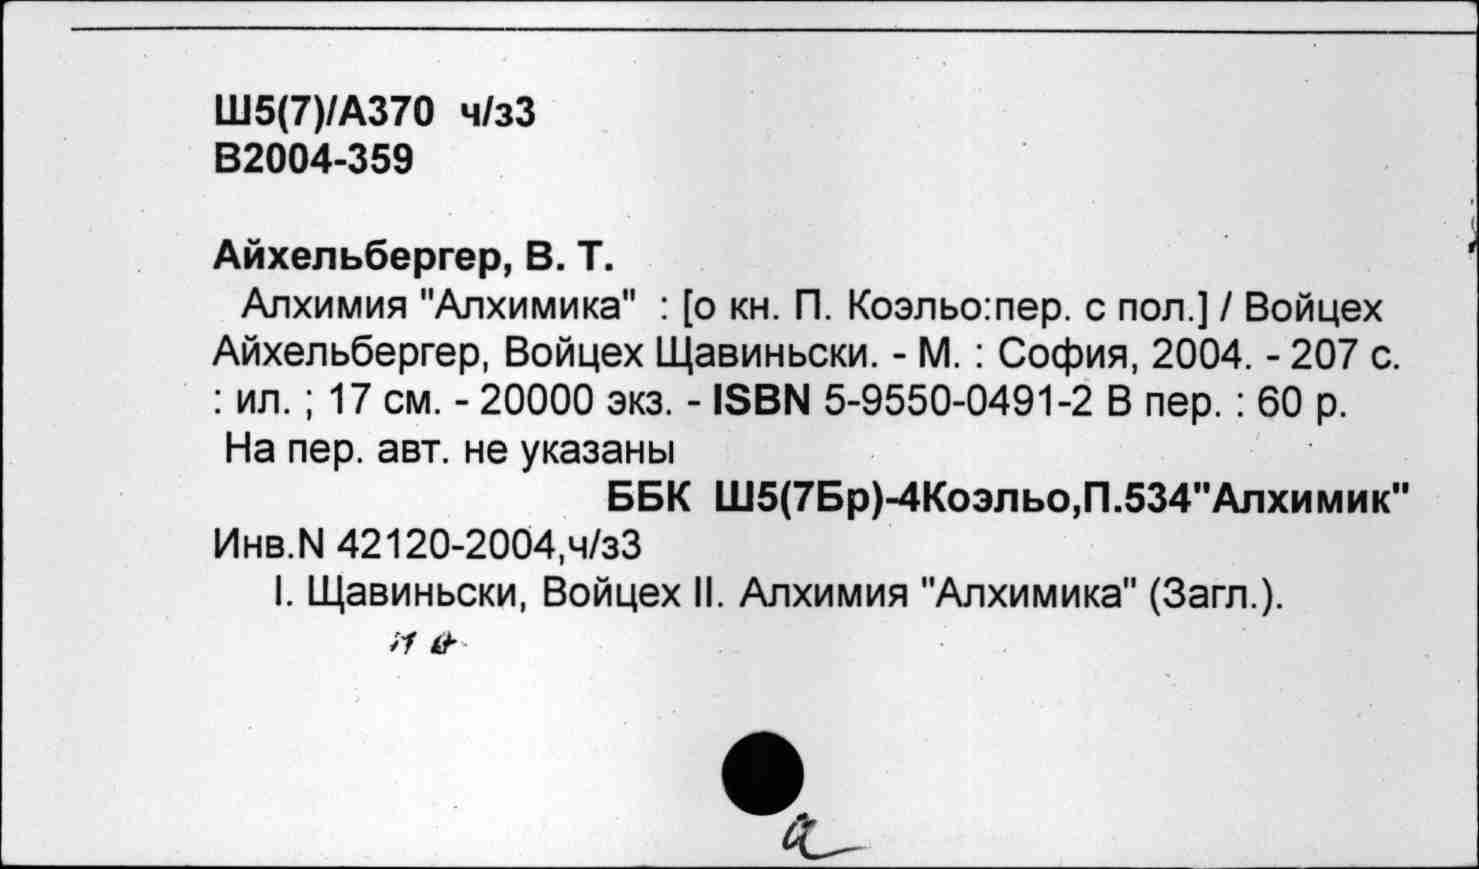 Ш5(7)/А370 ч/з3
В2004-359
Айхельбергер, В. Т.
Алхимия "Алхимика" : [о кн. П. Коэльо:пер. с пол.] / Войцех
Айхельбергер, Войцех Щавиньски. - М. : София, 2004. - 207 с.
: ил. ; 17 см. - 20000 экз. - ISBN 5-9550-0491-2 В пер. : 60 р.
На пер. авт. не указаны
ББК Ш5(7Бр)-4Коэльо,П.534"Алхимик"
Инв.N 42120-2004,ч/з3
I. Щавиньски, Войцех II. Алхимия "Алхимика" (Загл.).
а